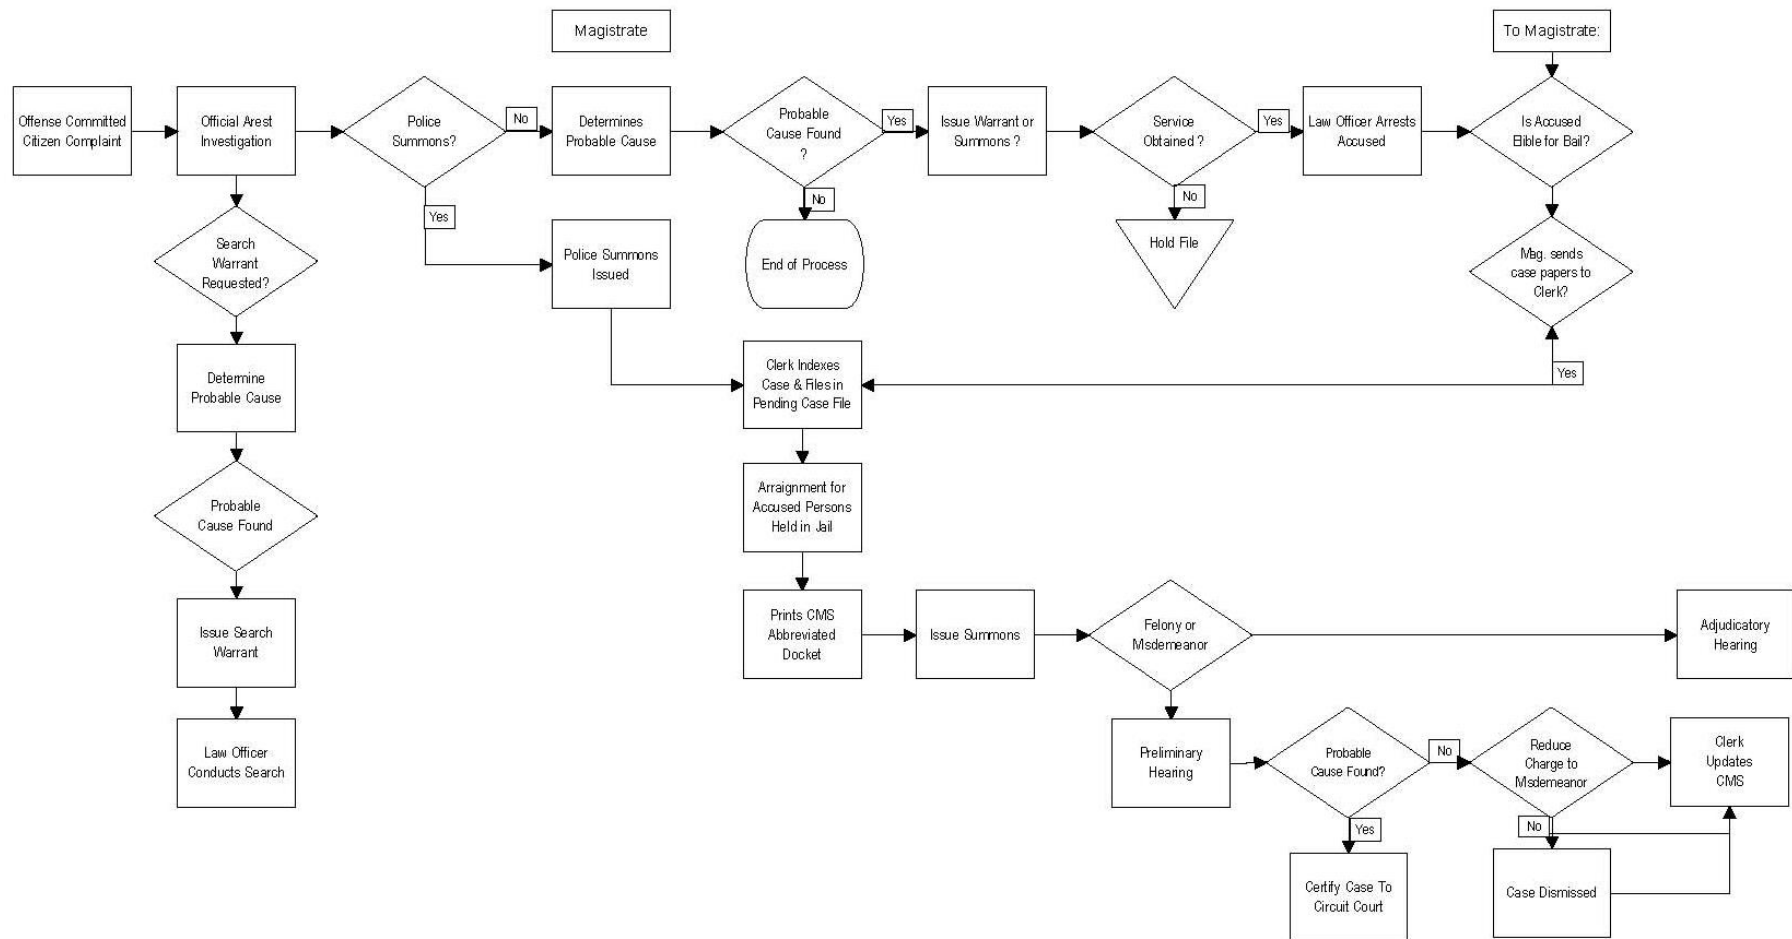 Magistrate
To Magistrate:
Offense Committed
Citizen Complaint
Official Arest
Investigation
Police
Summons?
No
Determines
Probable Cause
Probable
Cause Found
?
Yes
Issue Warrant or
Summons ?
Service
Obtained ?
Yes
Law Officer Arrests
Accused
Is Accused
Elible for Bail?
Yes
No
No
Search
Warrant
Requested?
Police Summons
Issued
End of Process
Hold File
Mag. sends
case papers to
Clerk?
Determine
Probable Cause
Clerk Indexes
Case & Files in
Pending Case File
Yes
Probable
Cause Found
Arraignment for
Accused Persons
Held in Jail
Issue Search
Warrant
Prints CMS
Abbreviated
Docket
Issue Summons
Felony or
Msdemeanor
Adjudicatory
Hearing
Law Officer
Conducts Search
Preliminary
Hearing
Probable
Cause Found?
No
Reduce
Charge to
Msdemeanor
Clerk
Updates
CMS
Yes
No
Certify Case To
Circuit Court
Case Dismissed